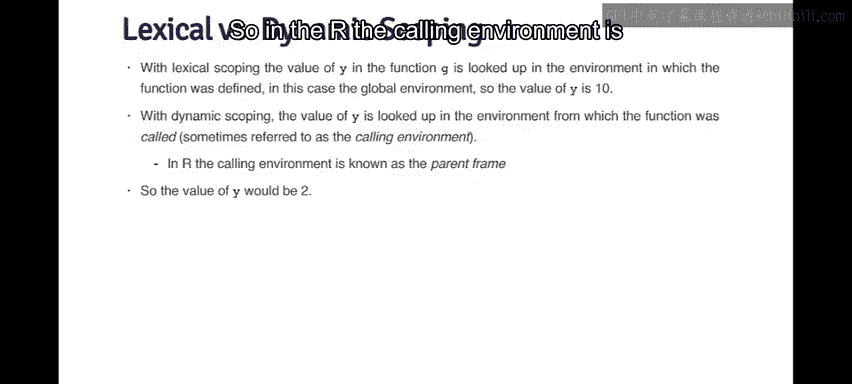 Lexical v Dynamic Scoping
So in the R the calling environment is
· With lexical scoping the value of y in the function g is looked up in the environment in which the
function was defined, in this case the global environment, so the value of y is 10.
· With dynamic scoping, the value of y is looked up in the environment from which the function was
called (sometimes referred to as the calling environment).
- In R the calling environment is known as the parent frame
· So the value of y would be 2.